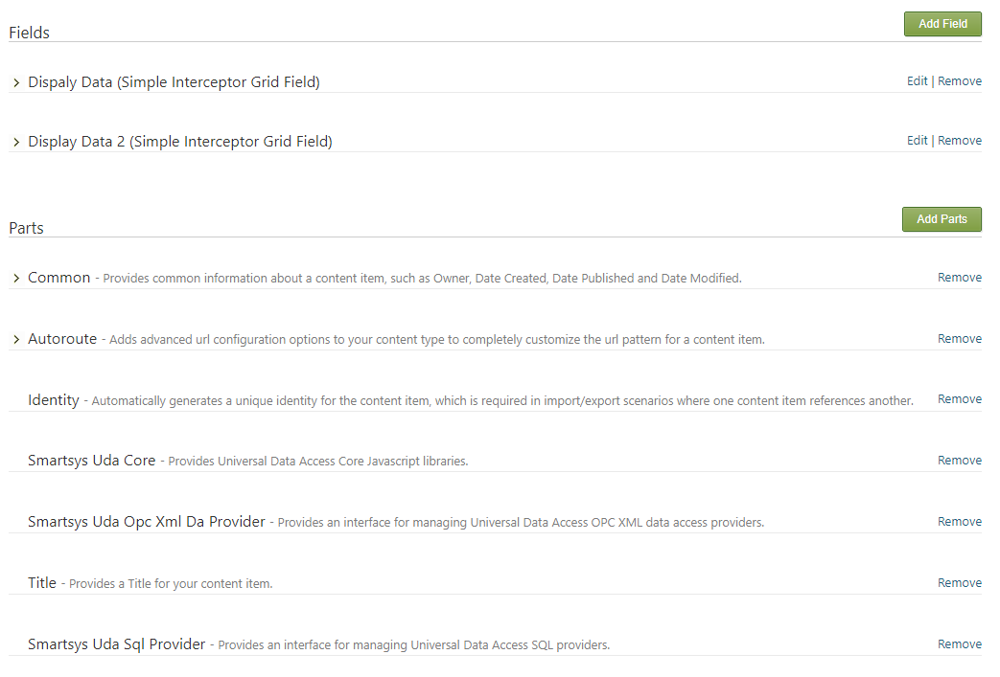 Fields
Add Field
Dispaly Data (Simple Interceptor Grid Field)
Edit | Remove
Display Data 2 (Simple Interceptor Grid Field)
Edit | Remove
Parts
Add Parts
Common - Provides common information about a content item, such as Owner, Date Created, Date Published and Date Modified.
Remove
Autoroute - Adds advanced url configuration options to your content type to completely customize the url pattern for a content item.
Remove
Identity - Automatically generates a unique identity for the content item, which is required in import/export scenarios where one content item references another.
Remove
Smartsys Uda Core - Provides Universal Data Access Core Javascript libraries.
Remove
Smartsys Uda Opc Xml Da Provider - Provides an interface for managing Universal Data Access OPC XML data access providers.
Remove
Title - Provides a Title for your content item.
Remove
Smartsys Uda Sql Provider - Provides an interface for managing Universal Data Access SQL providers.
Remove